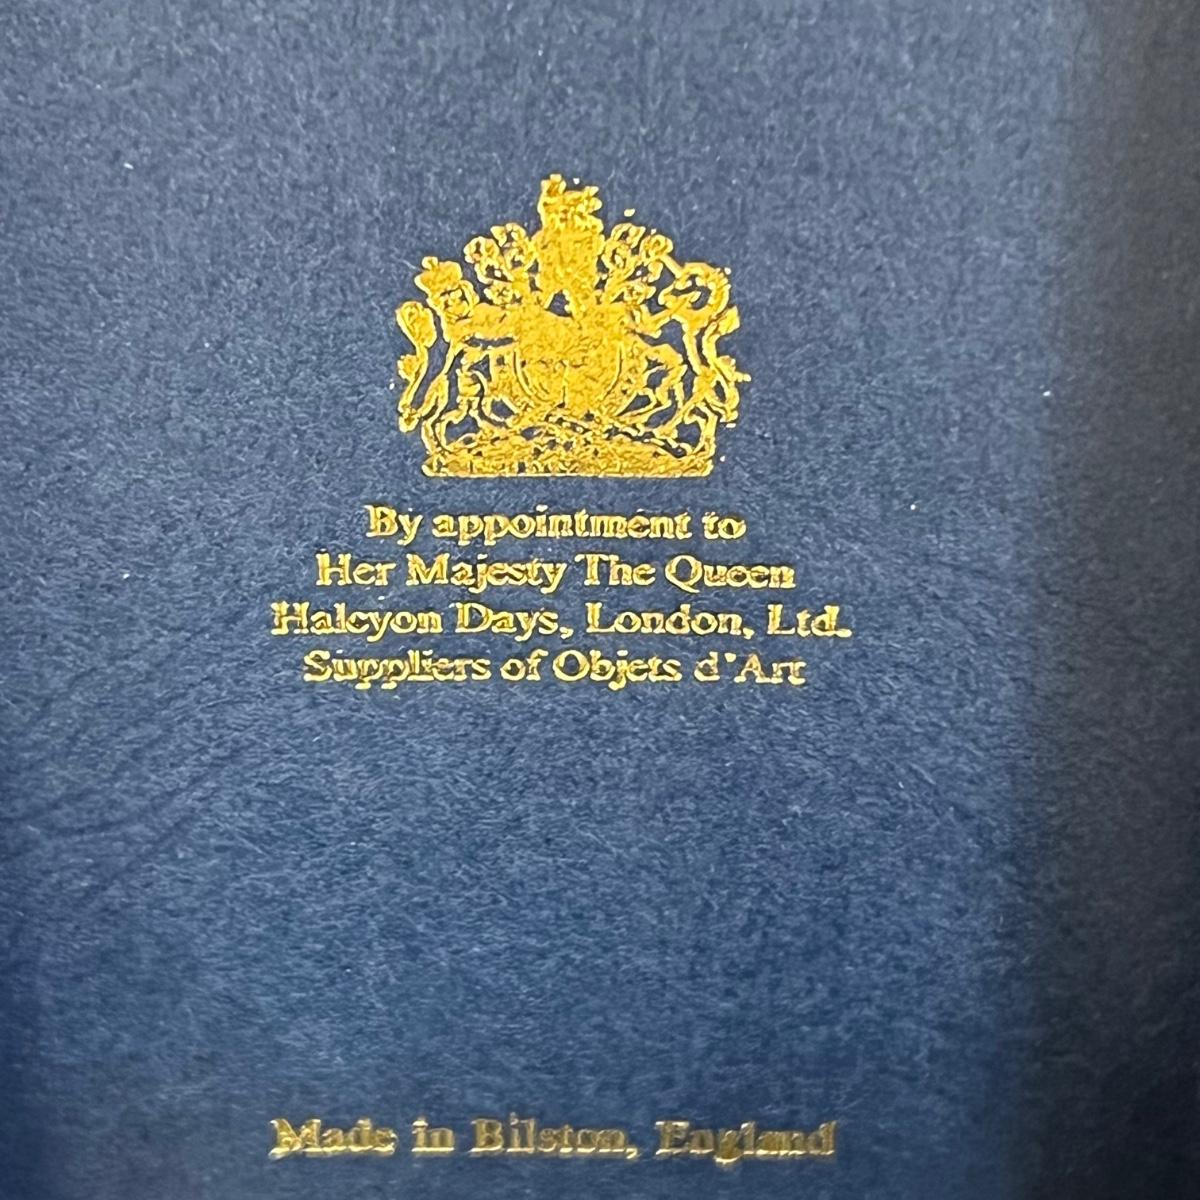 By appointment to
Her Majesty The Queen
Halcyon Days, London, Ltd.
Suppliers of Objets d'Art
Made in Bilston, England